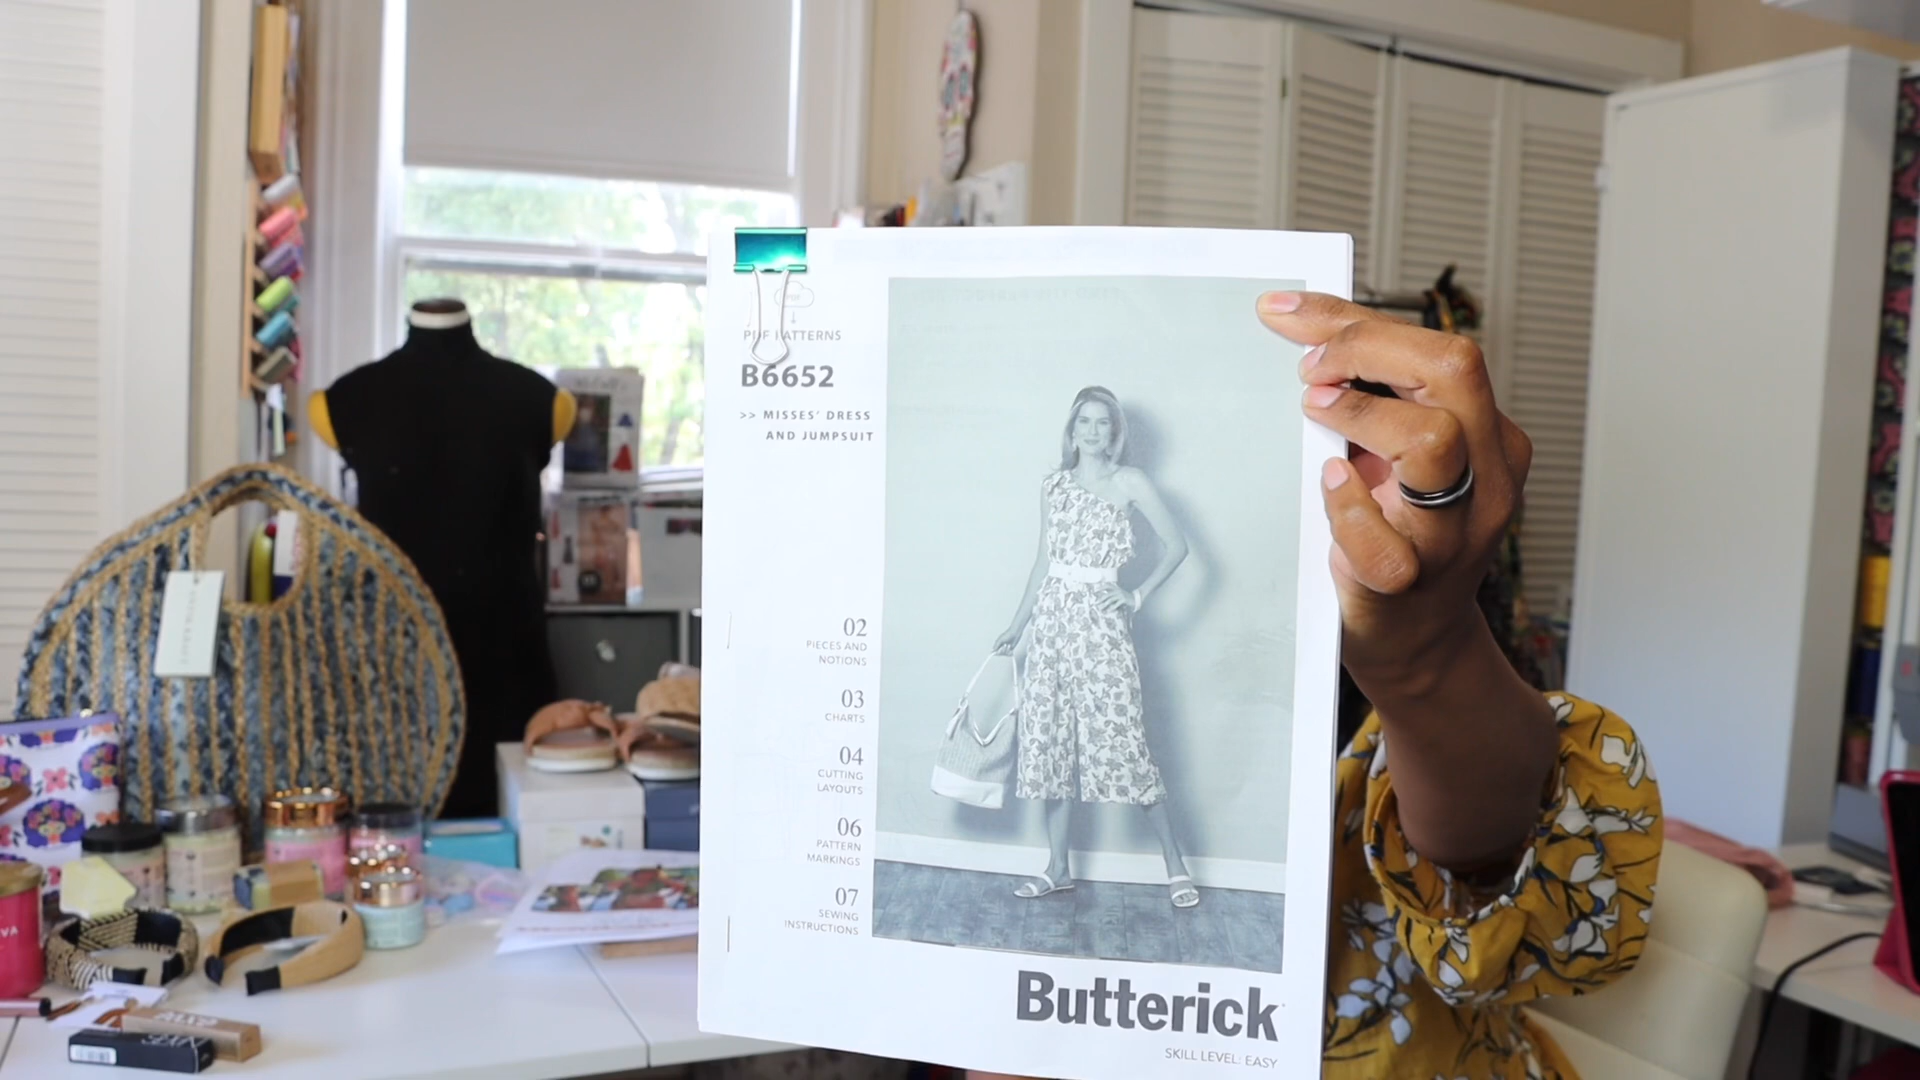 PDF
PDF PATTERNS
B6652
>> MISSES' DRESS
AND JUMPSUIT
02
PIECES AND
NOTIONS
03
CHARTS
04
CUTTING
LAYOUTS
06
PATTERN
MARKINGS
07
SEWING
INSTRUCTIONS
Butterick
SKILL LEVEL: EASY